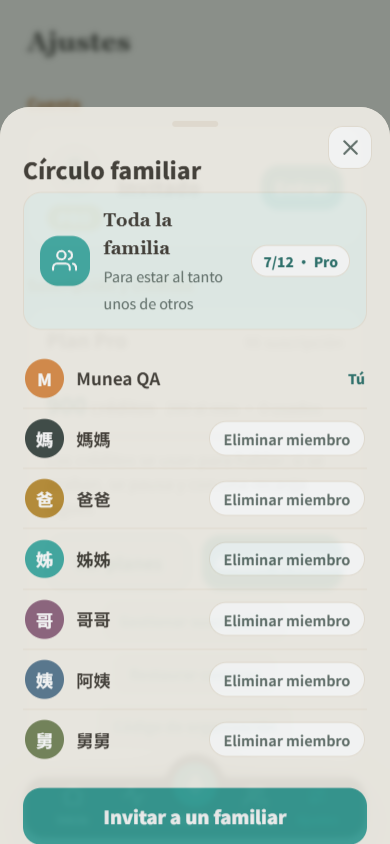 Ajustes
Cuenta
Círculo familiar
Toda la
familia
Para estar al tanto
unos de otros
7/12 • Pro
M Munea QA Tú
媽 媽媽 Eliminar miembro
爸 爸爸 Eliminar miembro
姊 姊姊 Eliminar miembro
哥 哥哥 Eliminar miembro
姨 阿姨 Eliminar miembro
舅 舅舅 Eliminar miembro
Invitar a un familiar